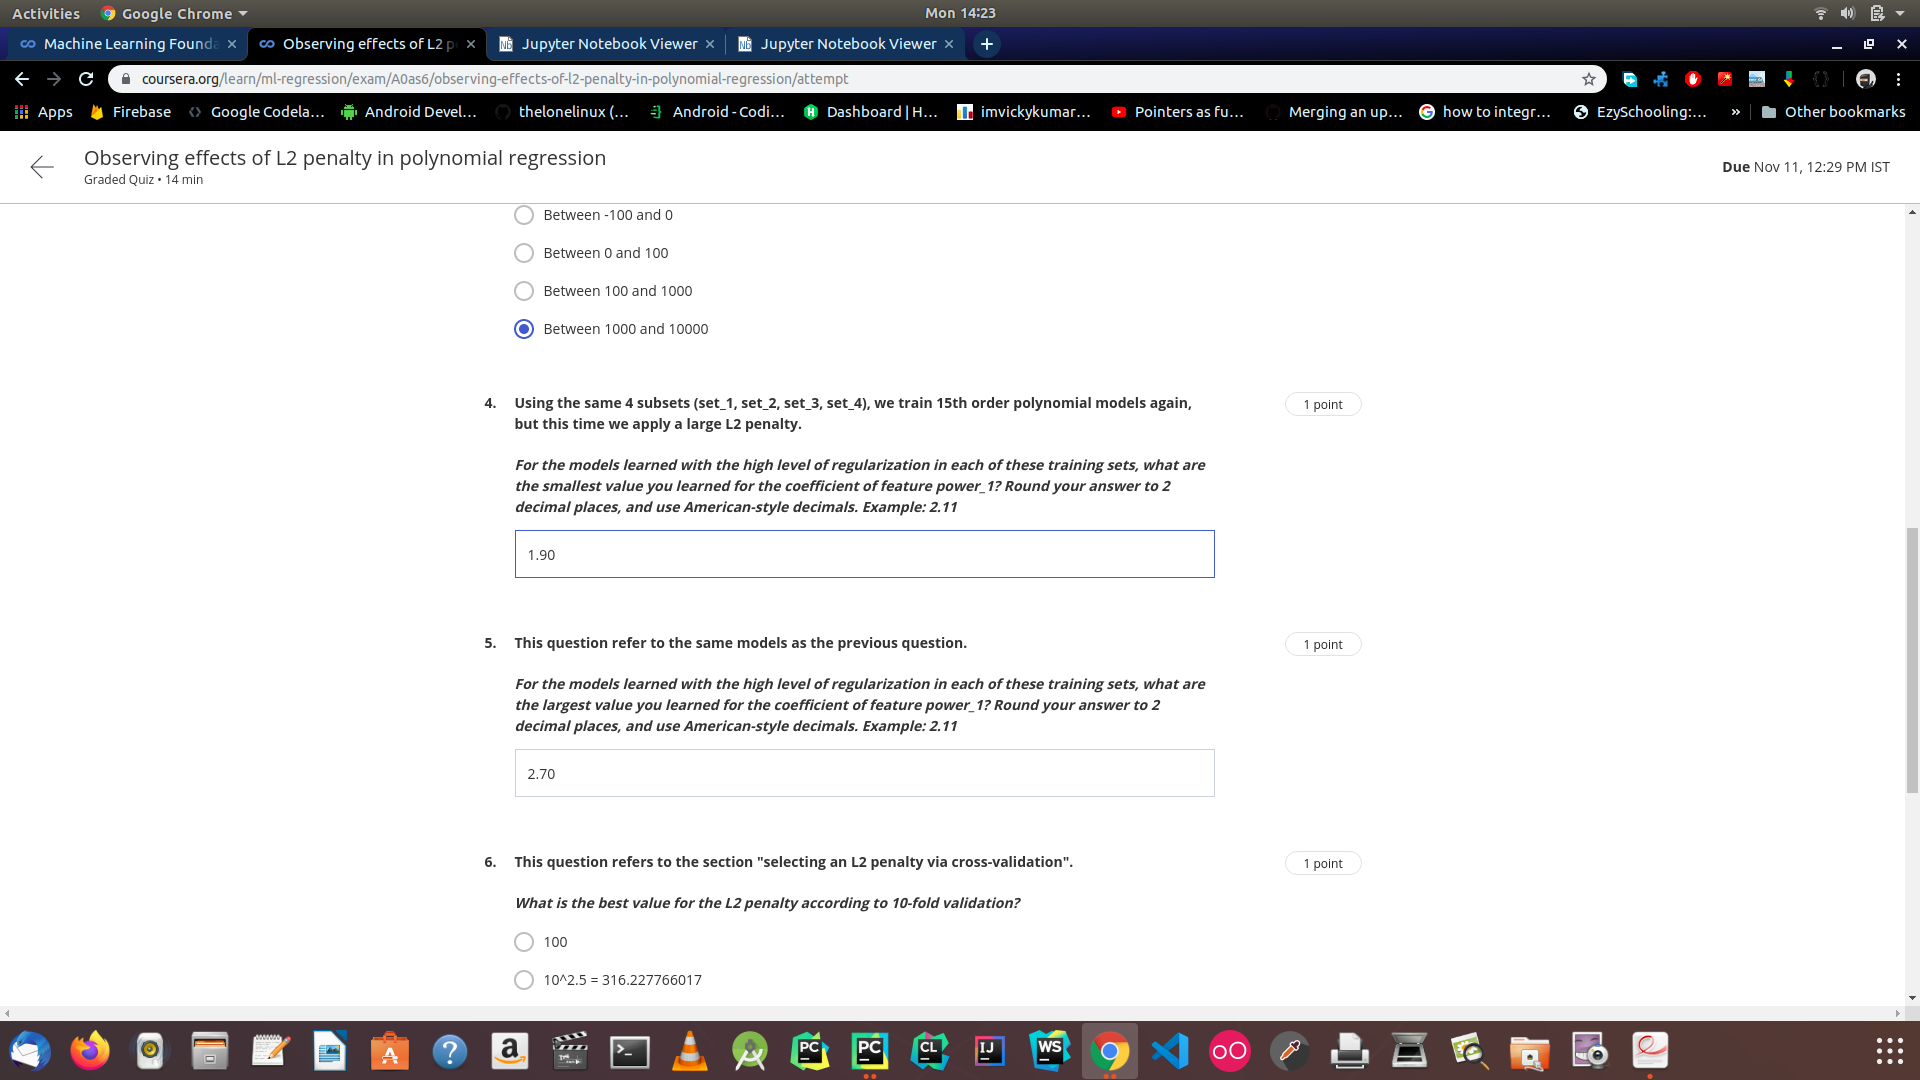 Activities Google Chrome Mon 14:23
Machine Learning Founda Observing effects of L2 p Jupyter Notebook Viewer Jupyter Notebook Viewer
coursera.org/learn/ml-regression/exam/A0as6/observing-effects-of-l2-penalty-in-polynomial-regression/attempt
Apps Firebase Google Codela... Android Devel... thelonelinux (... Android - Codi... Dashboard | H... imvickykumar... Pointers as fu... Merging an up... how to integr... EzySchooling:... » Other bookmarks
Observing effects of L2 penalty in polynomial regression
Graded Quiz • 14 min
Due Nov 11, 12:29 PM IST
Between -100 and 0
Between 0 and 100
Between 100 and 1000
Between 1000 and 10000
4. Using the same 4 subsets (set_1, set_2, set_3, set_4), we train 15th order polynomial models again, 1 point
but this time we apply a large L2 penalty.
For the models learned with the high level of regularization in each of these training sets, what are
the smallest value you learned for the coefficient of feature power_1? Round your answer to 2
decimal places, and use American-style decimals. Example: 2.11
1.90
5. This question refer to the same models as the previous question. 1 point
For the models learned with the high level of regularization in each of these training sets, what are
the largest value you learned for the coefficient of feature power_1? Round your answer to 2
decimal places, and use American-style decimals. Example: 2.11
2.70
6. This question refers to the section "selecting an L2 penalty via cross-validation". 1 point
What is the best value for the L2 penalty according to 10-fold validation?
100
10^2.5 = 316.227766017